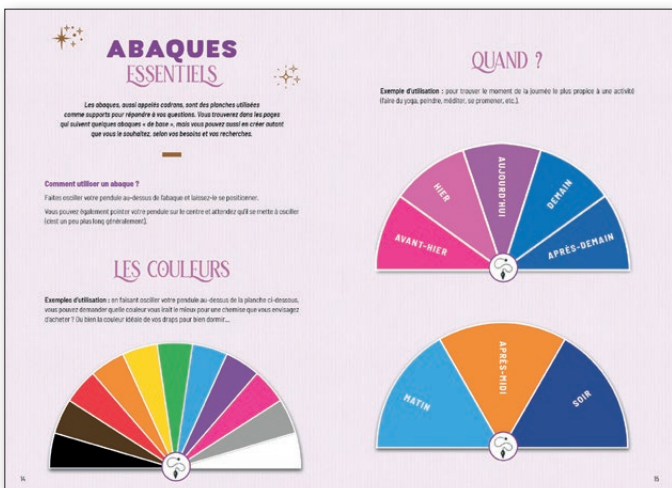 ABAQUES
ESSENTIELS
Les abaques, aussi appelés cadrans, sont des planches utilisées
comme supports pour répondre à vos questions. Vous trouverez dans les pages
qui suivent quelques abaques « de base », mais vous pouvez aussi en créer autant
que vous le souhaitez, selon vos besoins et vos recherches.
Comment utiliser un abaque ?
Faites osciller votre pendule au-dessus de l'abaque et laissez-le se positionner.
Vous pouvez également pointer votre pendule sur le centre et attendez qu'il se mette à osciller
(c'est un peu plus long généralement).
LES COULEURS
Exemples d'utilisation : en faisant osciller votre pendule au-dessus de la planche ci-dessous,
vous pouvez demander quelle couleur vous irait le mieux pour une chemise que vous envisagez
d'acheter ? Ou bien la couleur idéale de vos draps pour bien dormir...
14
QUAND ?
Exemple d'utilisation : pour trouver le moment de la journée le plus propice à une activité
(faire du yoga, peindre, méditer, se promener, etc.).
AVANT-HIER
HIER
AUJOURD'HUI
DEMAIN
APRÈS-DEMAIN
MATIN
APRÈS-MIDI
SOIR
15